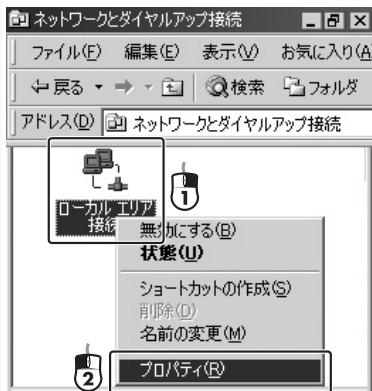 ネットワークとダイヤルアップ接続
ファイル(F) 編集(E) 表示(V) お気に入り(A
戻る 検索 フォルダ
アドレス(D) ネットワークとダイヤルアップ接続
ローカル エリア
接続
1
無効にする(B)
状態(U)
ショートカットの作成(S)
削除(D)
名前の変更(M)
プロパティ(R)
2